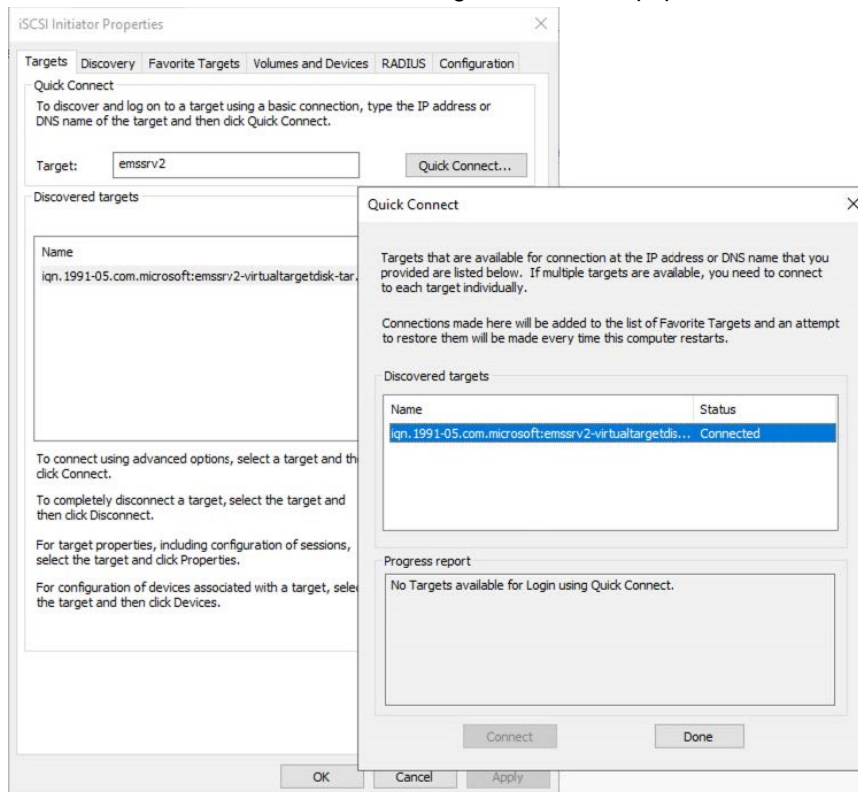 iSCSI Initiator Properties
Targets Discovery Favorite Targets Volumes and Devices RADIUS Configuration
Quick Connect
To discover and log on to a target using a basic connection, type the IP address or
DNS name of the target and then click Quick Connect.
Target: emssrv2 Quick Connect...
Discovered targets
Name
iqn.1991-05.com.microsoft:emssrv2-virtualtargetdisk-tar...
To connect using advanced options, select a target and th
click Connect.
To completely disconnect a target, select the target and
then click Disconnect.
For target properties, including configuration of sessions,
select the target and click Properties.
For configuration of devices associated with a target, selec
the target and then click Devices.
OK Cancel Apply
Quick Connect
Targets that are available for connection at the IP address or DNS name that you
provided are listed below. If multiple targets are available, you need to connect
to each target individually.
Connections made here will be added to the list of Favorite Targets and an attempt
to restore them will be made every time this computer restarts.
Discovered targets
Name Status
iqn.1991-05.com.microsoft:emssrv2-virtualtargetdis... Connected
Progress report
No Targets available for Login using Quick Connect.
Connect Done